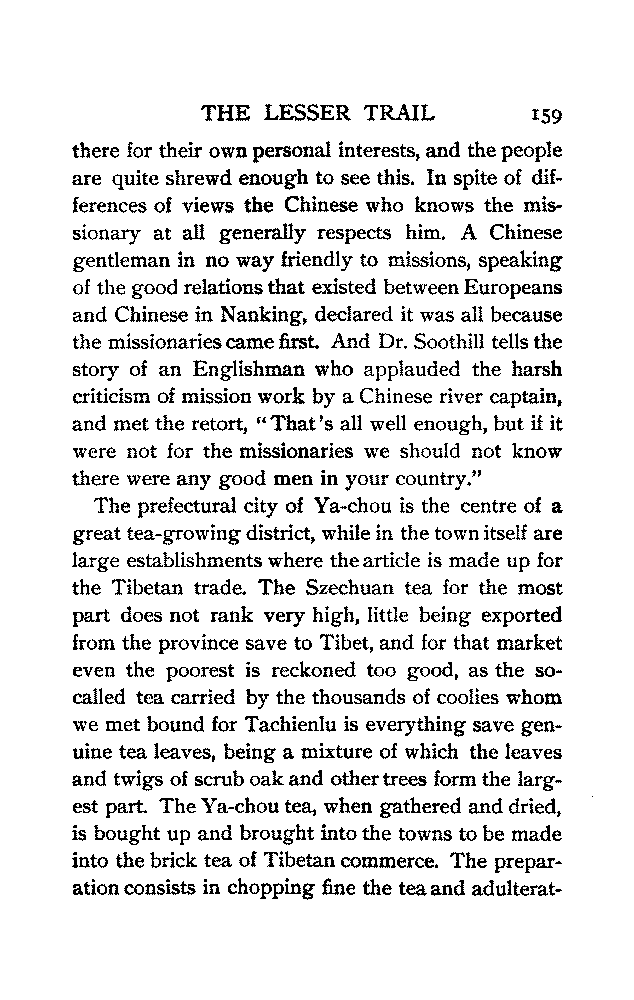 THE LESSER TRAIL 159
there for their own personal interests, and the people
are quite shrewd enough to see this. In spite of dif-
ferences of views the Chinese who knows the mis-
sionary at all generally respects him. A Chinese
gentleman in no way friendly to missions, speaking
of the good relations that existed between Europeans
and Chinese in Nanking, declared it was all because
the missionaries came first. And Dr. Soothill tells the
story of an Englishman who applauded the harsh
criticism of mission work by a Chinese river captain,
and met the retort, "That's all well enough, but if it
were not for the missionaries we should not know
there were any good men in your country."
The prefectural city of Ya-chou is the centre of a
great tea-growing district, while in the town itself are
large establishments where the article is made up for
the Tibetan trade. The Szechuan tea for the most
part does not rank very high, little being exported
from the province save to Tibet, and for that market
even the poorest is reckoned too good, as the so-
called tea carried by the thousands of coolies whom
we met bound for Tachienlu is everything save gen-
uine tea leaves, being a mixture of which the leaves
and twigs of scrub oak and other trees form the larg-
est part. The Ya-chou tea, when gathered and dried,
is bought up and brought into the towns to be made
into the brick tea of Tibetan commerce. The prepar-
ation consists in chopping fine the tea and adulterat-